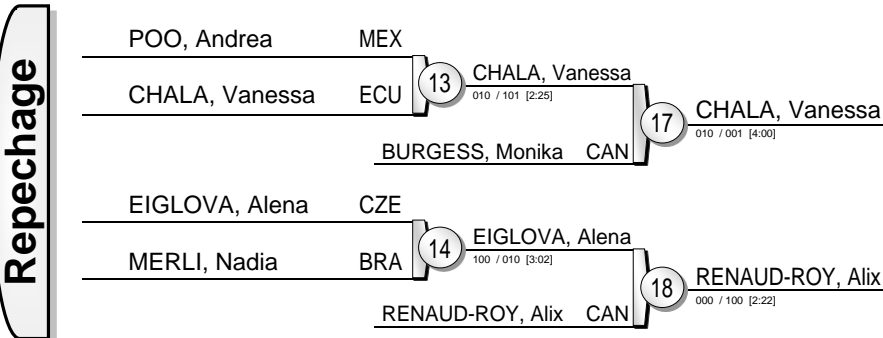 Repechage
POO, Andrea MEX
CHALA, Vanessa ECU
13
CHALA, Vanessa
010 / 101 [2:25]
BURGESS, Monika CAN
17
CHALA, Vanessa
010 / 001 [4:00]
EIGLOVA, Alena CZE
MERLI, Nadia BRA
14
EIGLOVA, Alena
100 / 010 [3:02]
RENAUD-ROY, Alix CAN
18
RENAUD-ROY, Alix
000 / 100 [2:22]